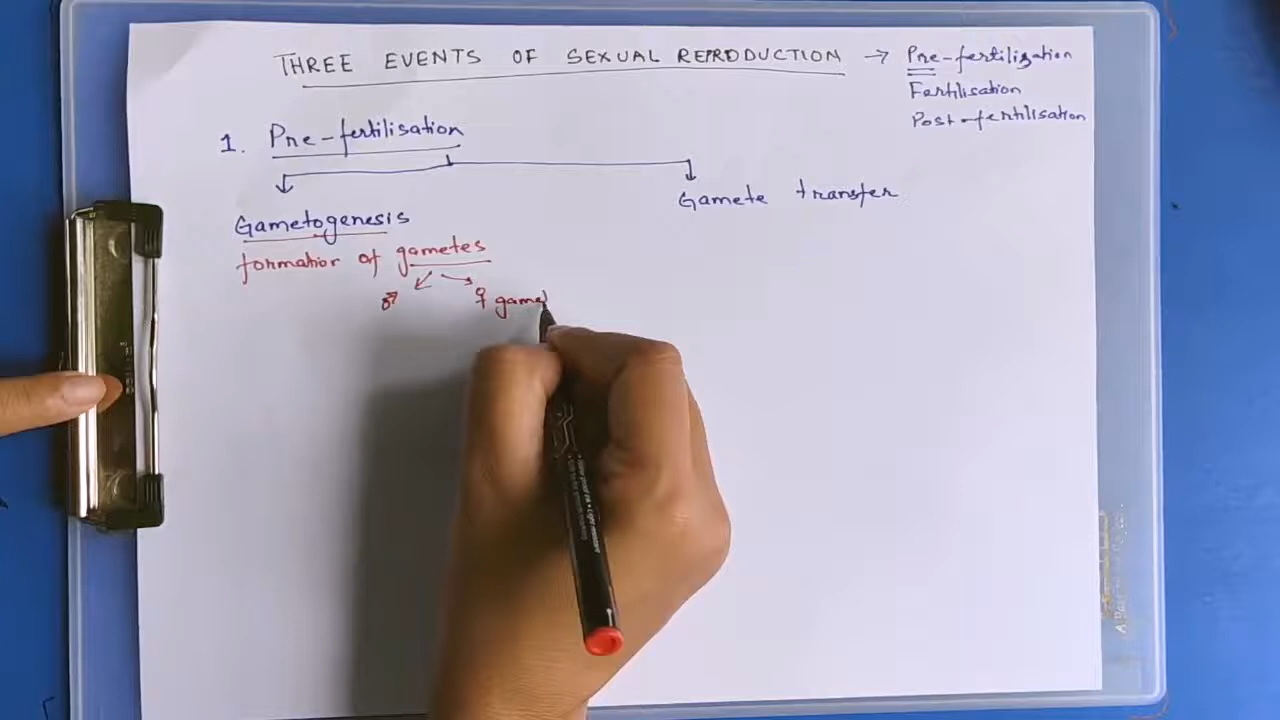 THREE EVENTS OF SEXUAL REPRODUCTION → Pre-fertilisation
Fertilisation
Post-fertilisation
1. Pre-fertilisation
Gamete transfer
Gametogenesis
formation of gametes
♂ ♀ game